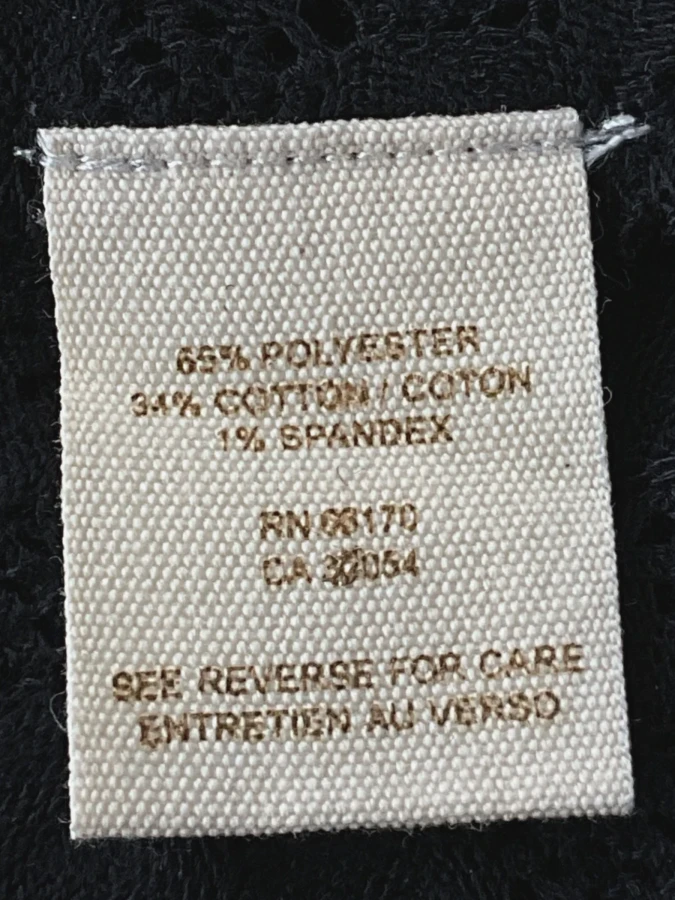 65% POLYESTER
34% COTTON / COTON
1% SPANDEX
RN
CA
SEE REVERSE FOR CARE
ENTRETIEN AU VERSO